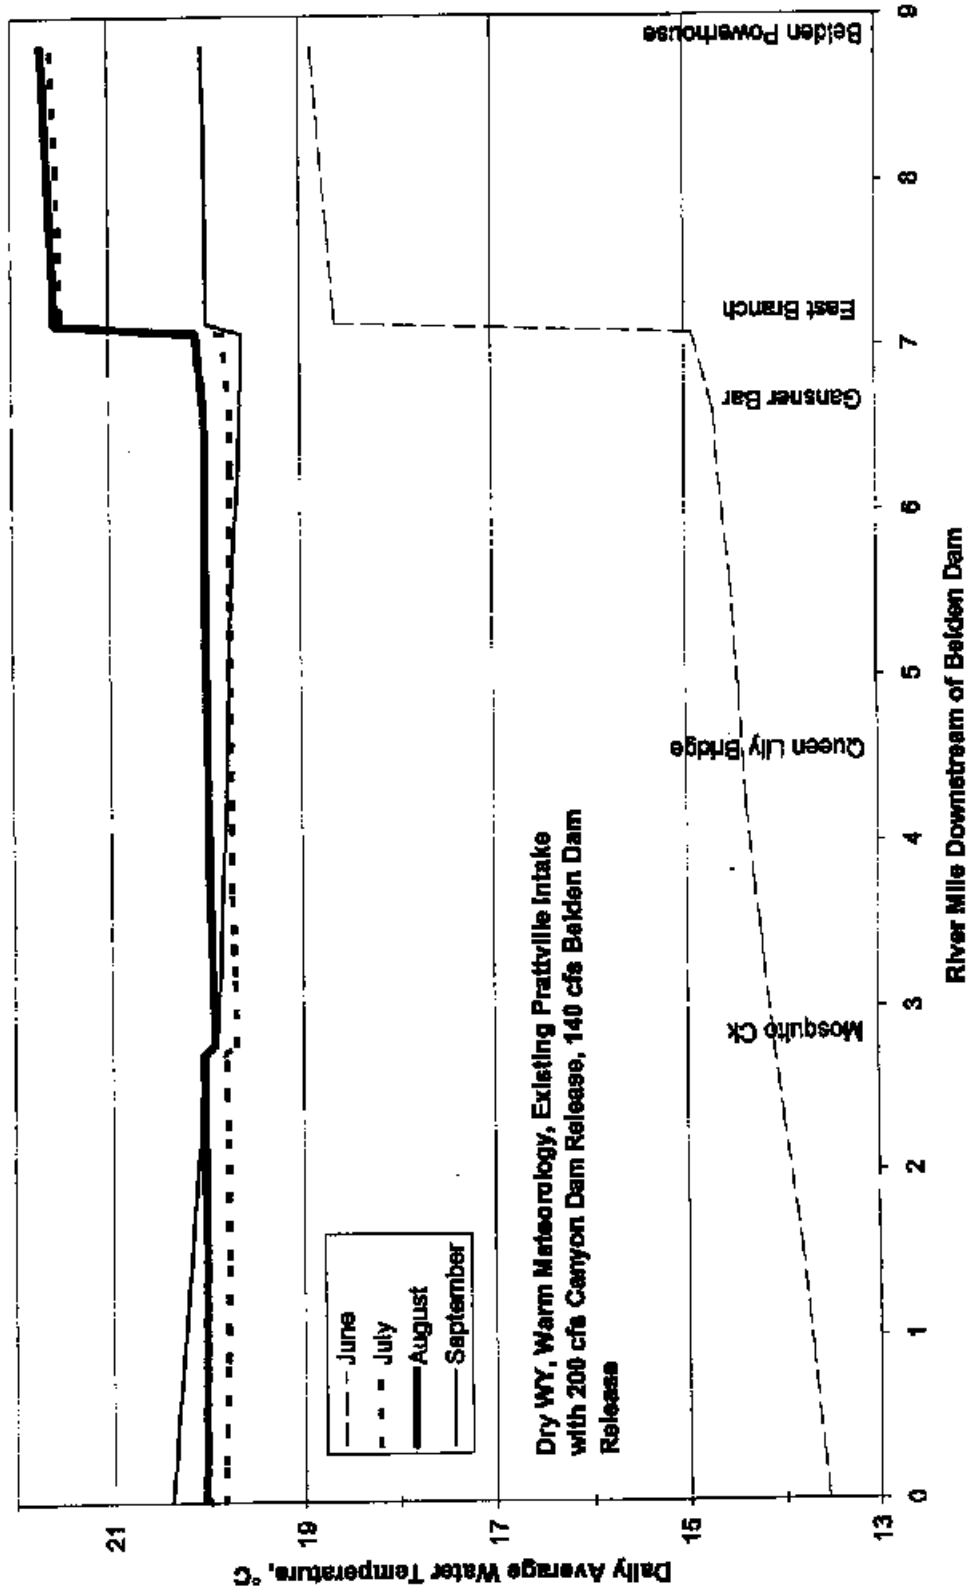 Daily Average Water Temperature, °C
21
19
17
15
13
June
July
August
September
Dry WY, Warm Meteorology, Existing Prattville Intake
with 200 cfs Canyon Dam Release, 140 cfs Belden Dam
Release
Mosquito Ck
Queen Lily Bridge
Gansner Bar
East Branch
Belden Powerhouse
0
1
2
3
4
5
6
7
8
9
River Mile Downstream of Belden Dam